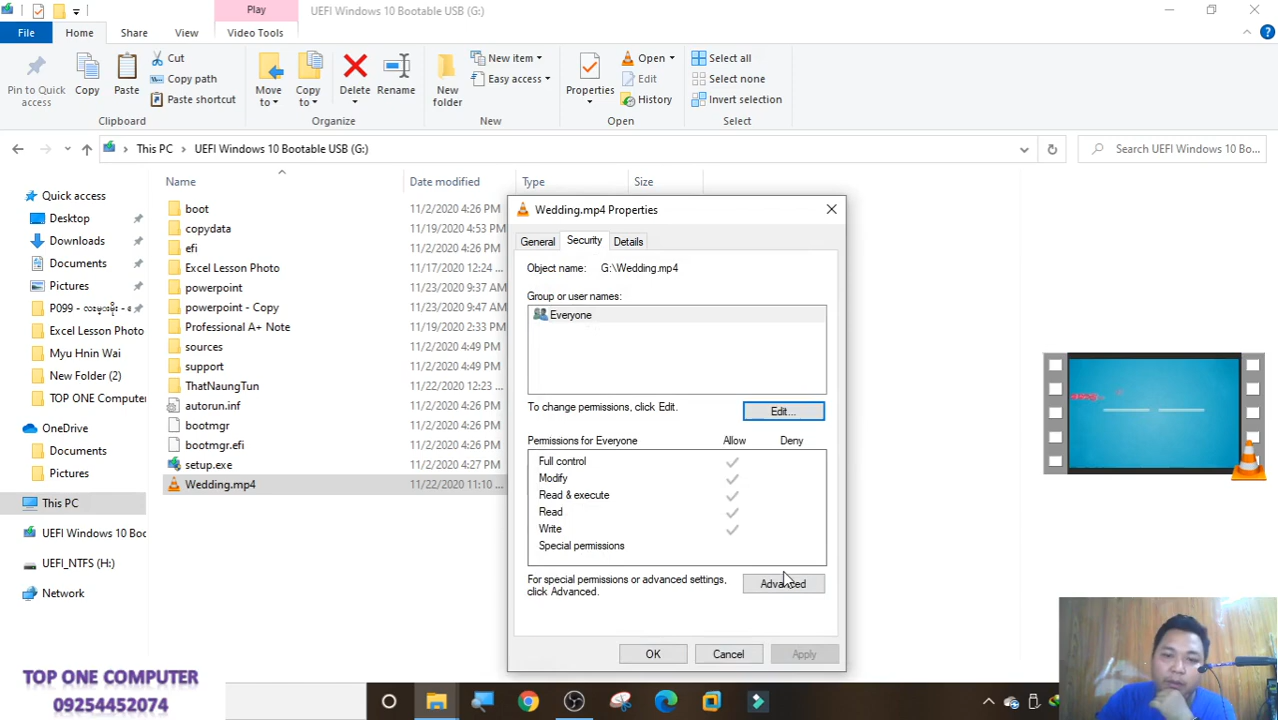 Play
UEFI Windows 10 Bootable USB (G:)
File
Home
Share
View
Video Tools
Pin to Quick access
Copy
Paste
Cut
Copy path
Paste shortcut
Clipboard
Move to
Copy to
Delete
Rename
Organize
New folder
New item
Easy access
New
Properties
Open
Edit
History
Open
Select all
Select none
Invert selection
Select
This PC
UEFI Windows 10 Bootable USB (G:)
Search UEFI Windows 10 Bo...
Name
Date modified
Type
Size
Quick access
Desktop
Downloads
Documents
Pictures
Excel Lesson Photo
Myu Hnin Wai
New Folder (2)
TOP ONE Computer
OneDrive
Documents
Pictures
This PC
UEFI Windows 10 Boo
UEFI_NTFS (H:)
Network
boot 11/2/2020 4:26 PM
copydata 11/19/2020 4:53 PM
efi 11/2/2020 4:26 PM
Excel Lesson Photo 11/17/2020 12:24 ...
powerpoint 11/23/2020 9:37 AM
powerpoint - Copy 11/23/2020 9:47 AM
Professional A+ Note 11/19/2020 2:33 PM
sources 11/2/2020 4:49 PM
support 11/2/2020 4:49 PM
ThatNaungTun 11/22/2020 12:23 ...
autorun.inf 11/2/2020 4:26 PM
bootmgr 11/2/2020 4:26 PM
bootmgr.efi 11/2/2020 4:26 PM
setup.exe 11/2/2020 4:27 PM
Wedding.mp4 11/22/2020 11:10 ...
Wedding.mp4 Properties
General
Security
Details
Object name: G:\Wedding.mp4
Group or user names:
Everyone
To change permissions, click Edit.
Edit...
Permissions for Everyone Allow Deny
Full control
Modify
Read & execute
Read
Write
Special permissions
For special permissions or advanced settings,
click Advanced.
Advanced
OK
Cancel
Apply
TOP ONE COMPUTER
09254452074